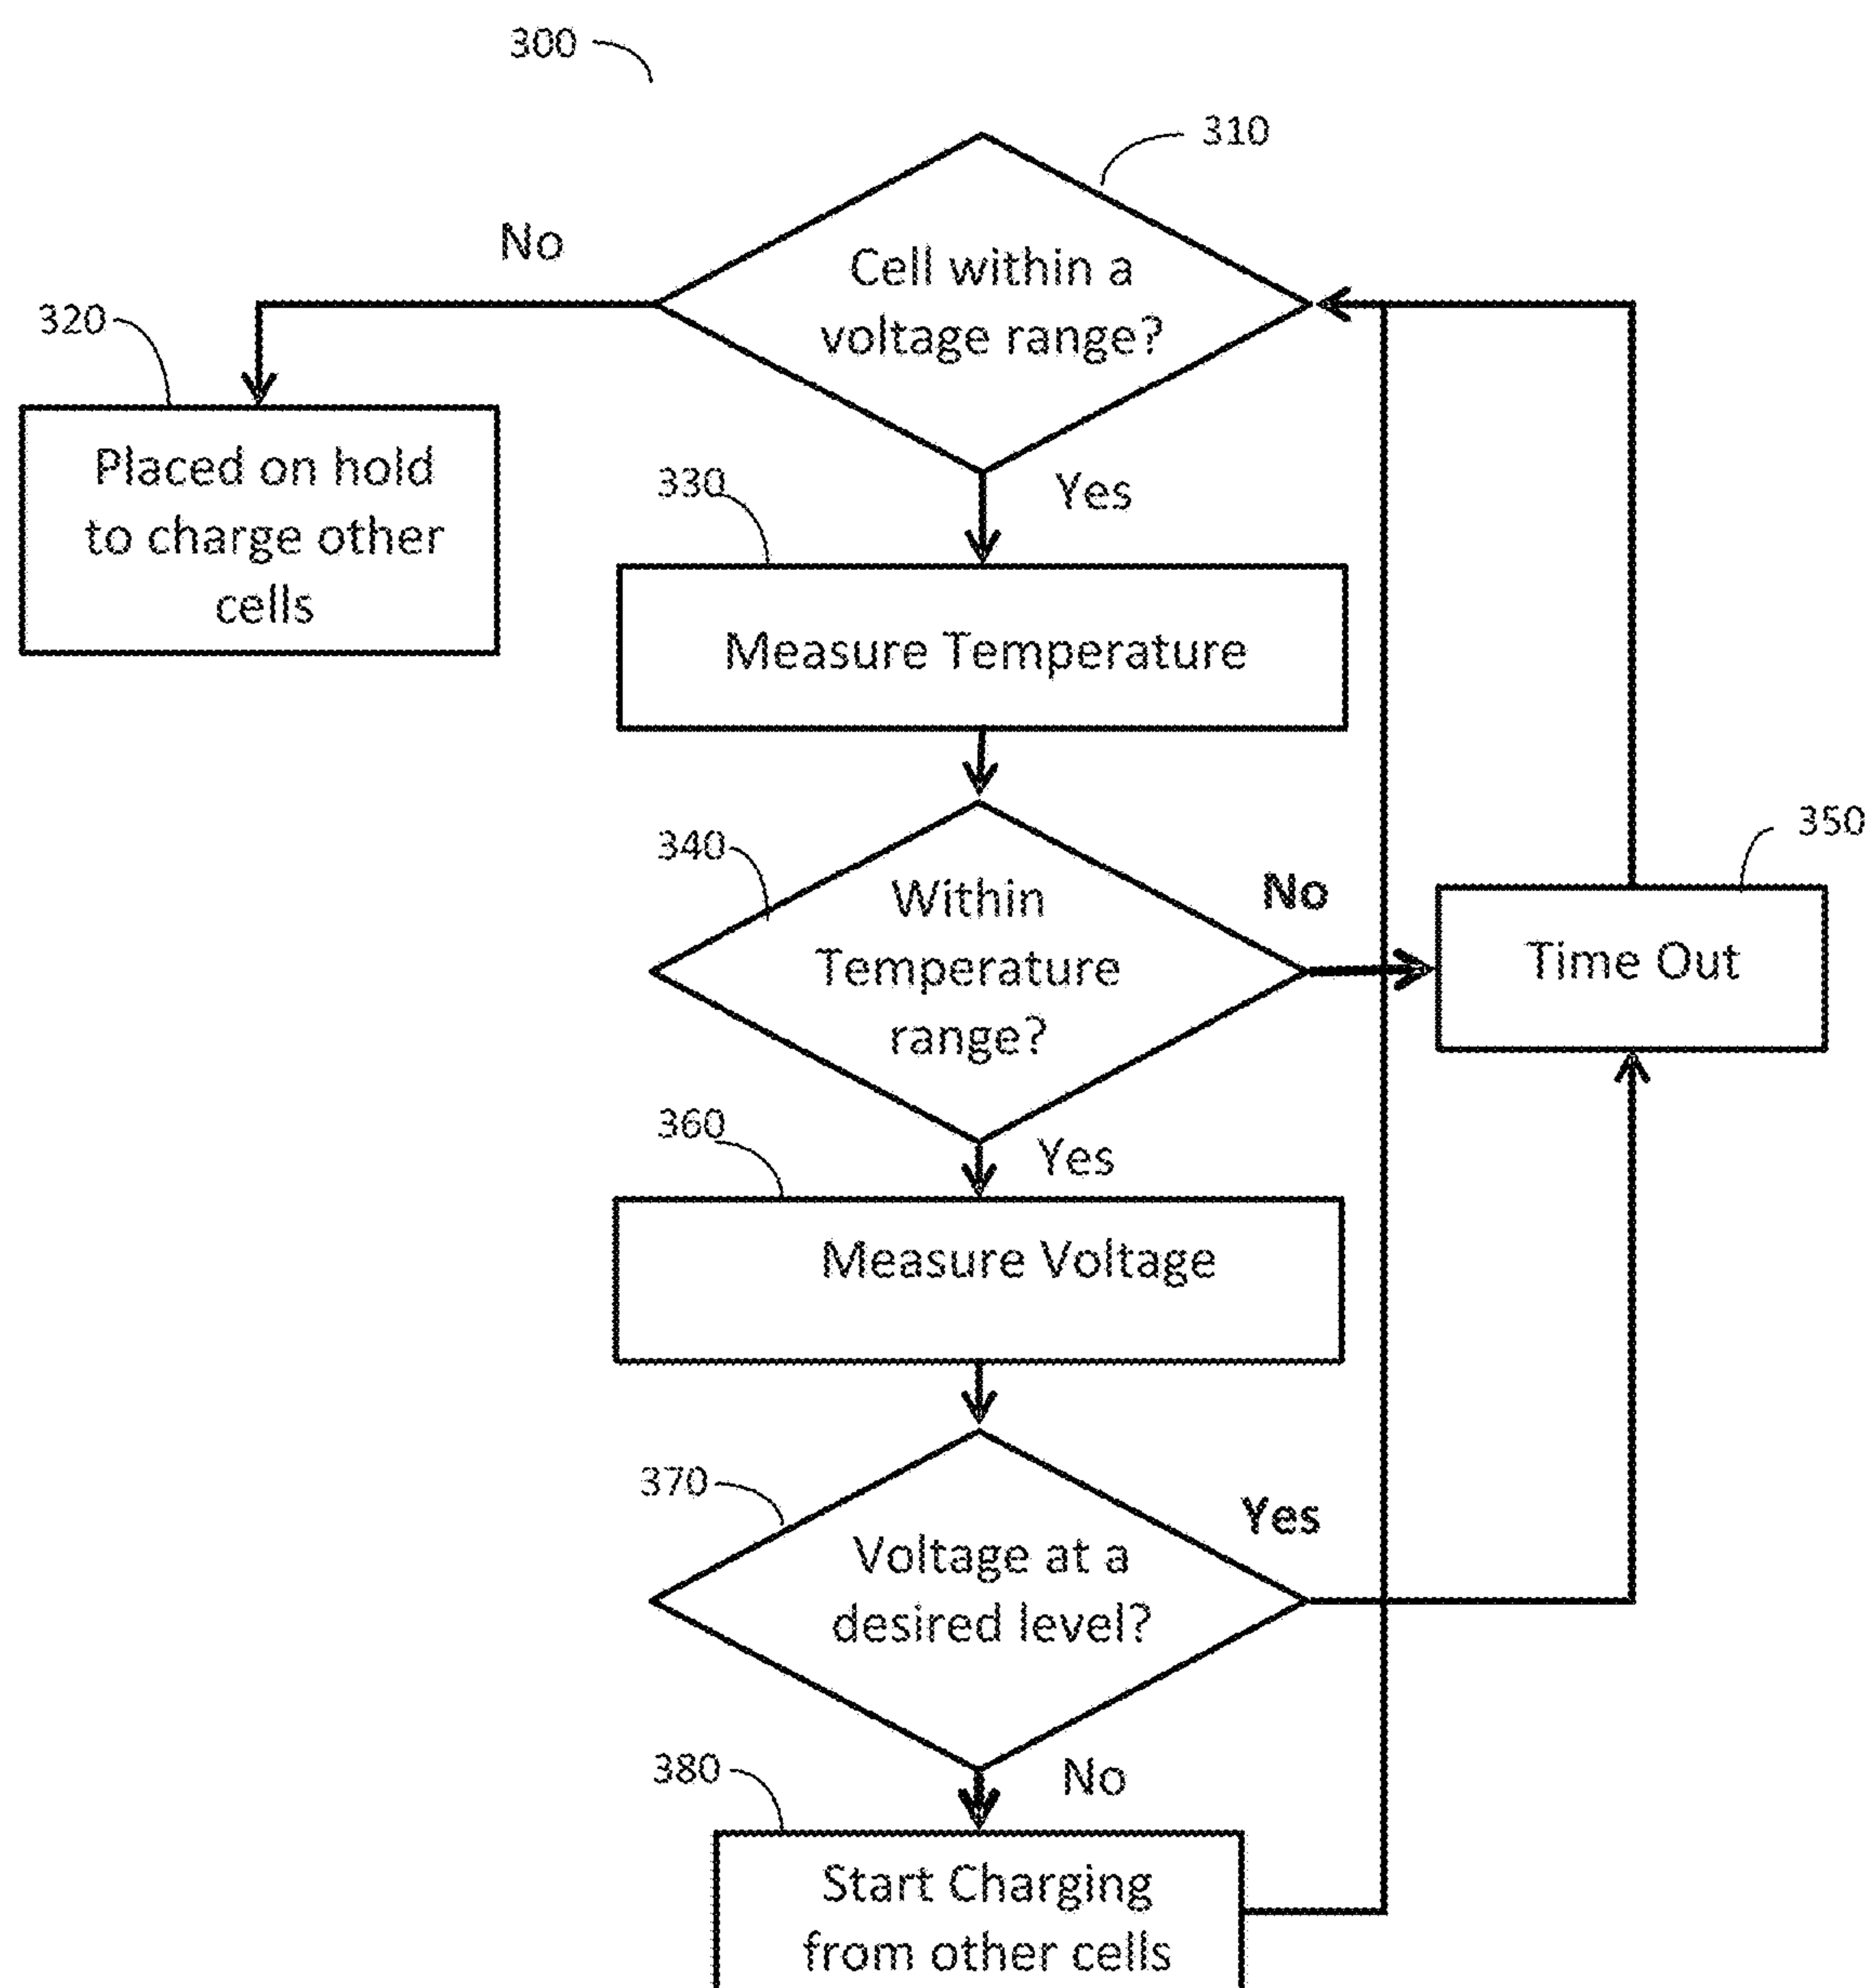 300
310
No
Cell within a
voltage range?
320
Placed on hold
to charge other
cells
330
Yes
Measure Temperature
340
Within
Temperature
range?
No
350
Time Out
360
Yes
Measure Voltage
370
Voltage at a
desired level?
Yes
380
No
Start Charging
from other cells